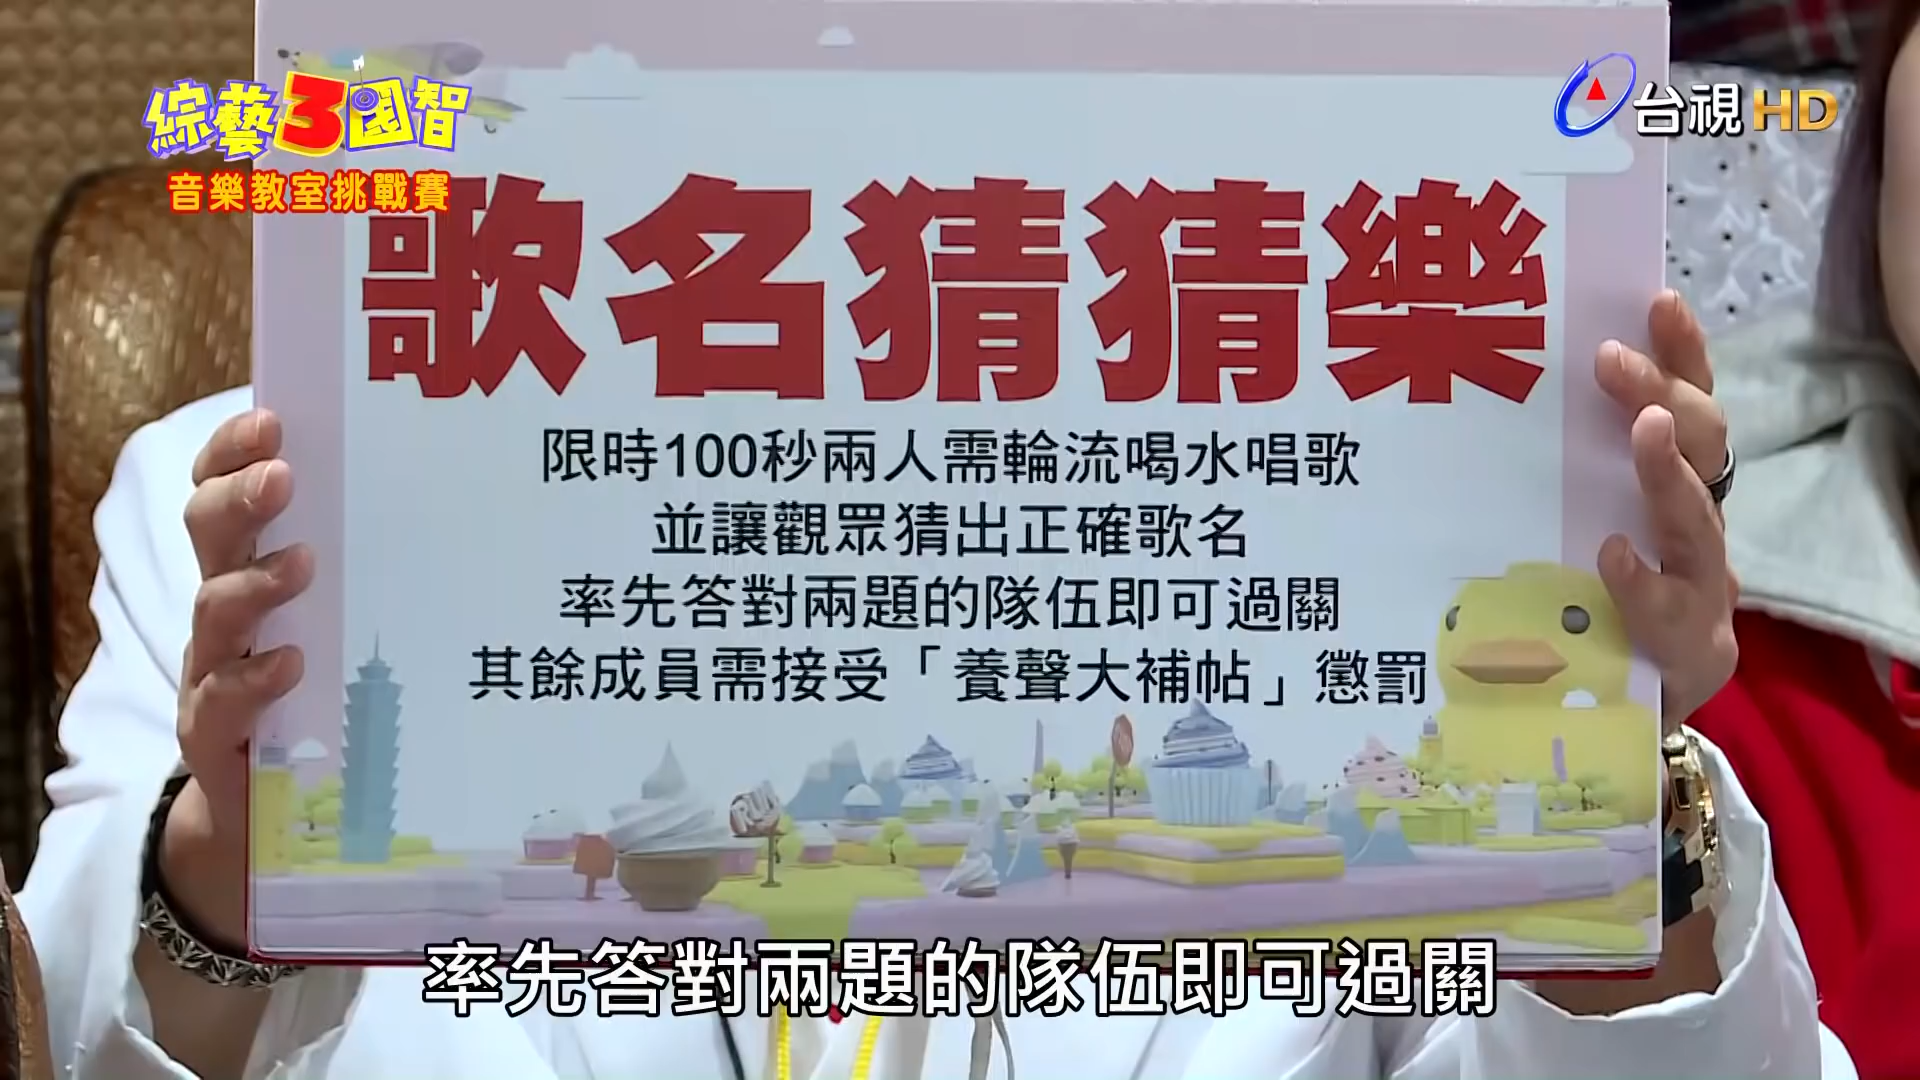 綜藝3國智
音樂教室挑戰賽
台視HD
歌名猜猜樂
限時100秒兩人需輪流喝水唱歌
並讓觀眾猜出正確歌名
率先答對兩題的隊伍即可過關
其餘成員需接受「養聲大補帖」懲罰
率先答對兩題的隊伍即可過關